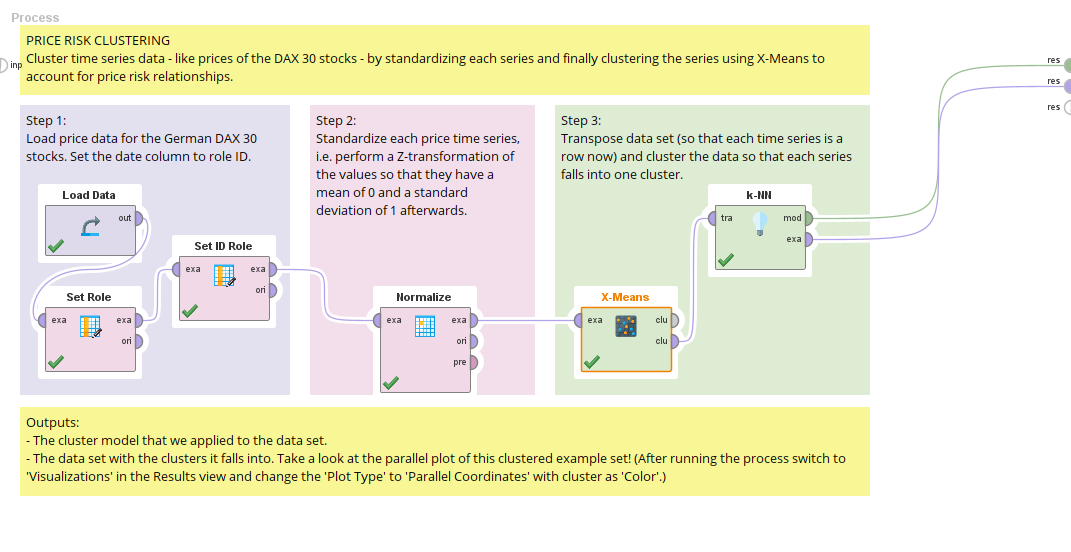 Process
PRICE RISK CLUSTERING
Cluster time series data - like prices of the DAX 30 stocks - by standardizing each series and finally clustering the series using X-Means to
account for price risk relationships.
inp
res
res
res
Step 1:
Load price data for the German DAX 30
stocks. Set the date column to role ID.
Load Data
out
Set ID Role
exa
exa
ori
Set Role
exa
exa
ori
Step 2:
Standardize each price time series,
i.e. perform a Z-transformation of
the values so that they have a
mean of 0 and a standard
deviation of 1 afterwards.
Normalize
exa
exa
ori
pre
Step 3:
Transpose data set (so that each time series is a
row now) and cluster the data so that each series
falls into one cluster.
k-NN
tra
mod
exa
X-Means
exa
clu
clu
Outputs:
- The cluster model that we applied to the data set.
- The data set with the clusters it falls into. Take a look at the parallel plot of this clustered example set! (After running the process switch to
'Visualizations' in the Results view and change the 'Plot Type' to 'Parallel Coordinates' with cluster as 'Color'.)